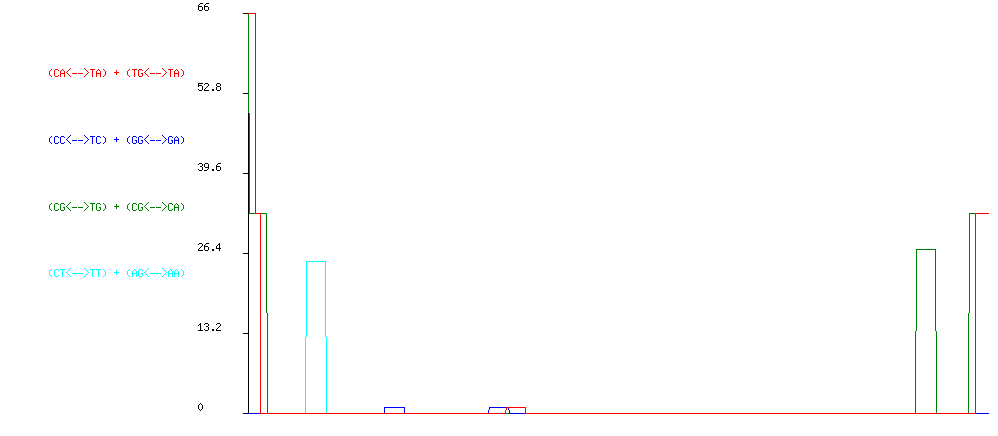 66
(CA<-->TA) + (TG<-->TA)
52.8
(CC<-->TC) + (GG<-->GA)
39.6
(CG<-->TG) + (CG<-->CA)
26.4
(CT<-->TT) + (AG<-->AA)
13.2
0